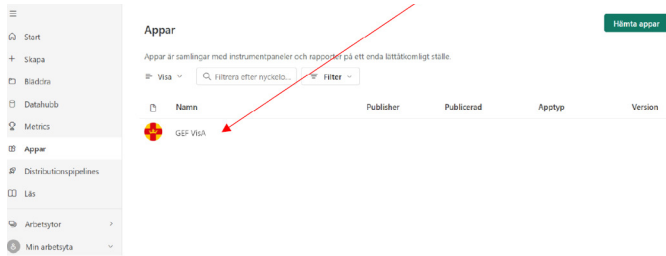 Start
Skapa
Bläddra
Datahubb
Metrics
Appar
Distributionspipelines
Läs
Arbetsytor
Min arbetsyta
Appar
Hämta appar
Appar är samlingar med instrumentpaneler och rapporter på ett enda lättåtkomligt ställe.
Visa
Filtrera efter nyckelo...
Filter
Namn Publisher Publicerad Apptyp Version
GEF VisA